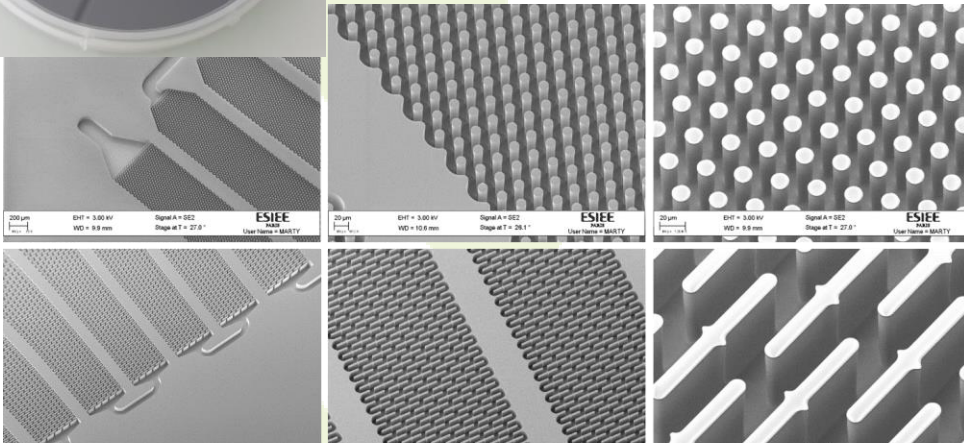 200 µm
EHT = 3.00 kV
Signal A = SE2
ESIEE
PARIS
WD = 9.9 mm
Stage at T = 27.0 °
User Name = MARTY
20 µm
EHT = 3.00 kV
Signal A = SE2
ESIEE
PARIS
WD = 10.6 mm
Stage at T = 29.1 °
User Name = MARTY
20 µm
EHT = 3.00 kV
Signal A = SE2
ESIEE
PARIS
WD = 9.9 mm
Stage at T = 27.0 °
User Name = MARTY